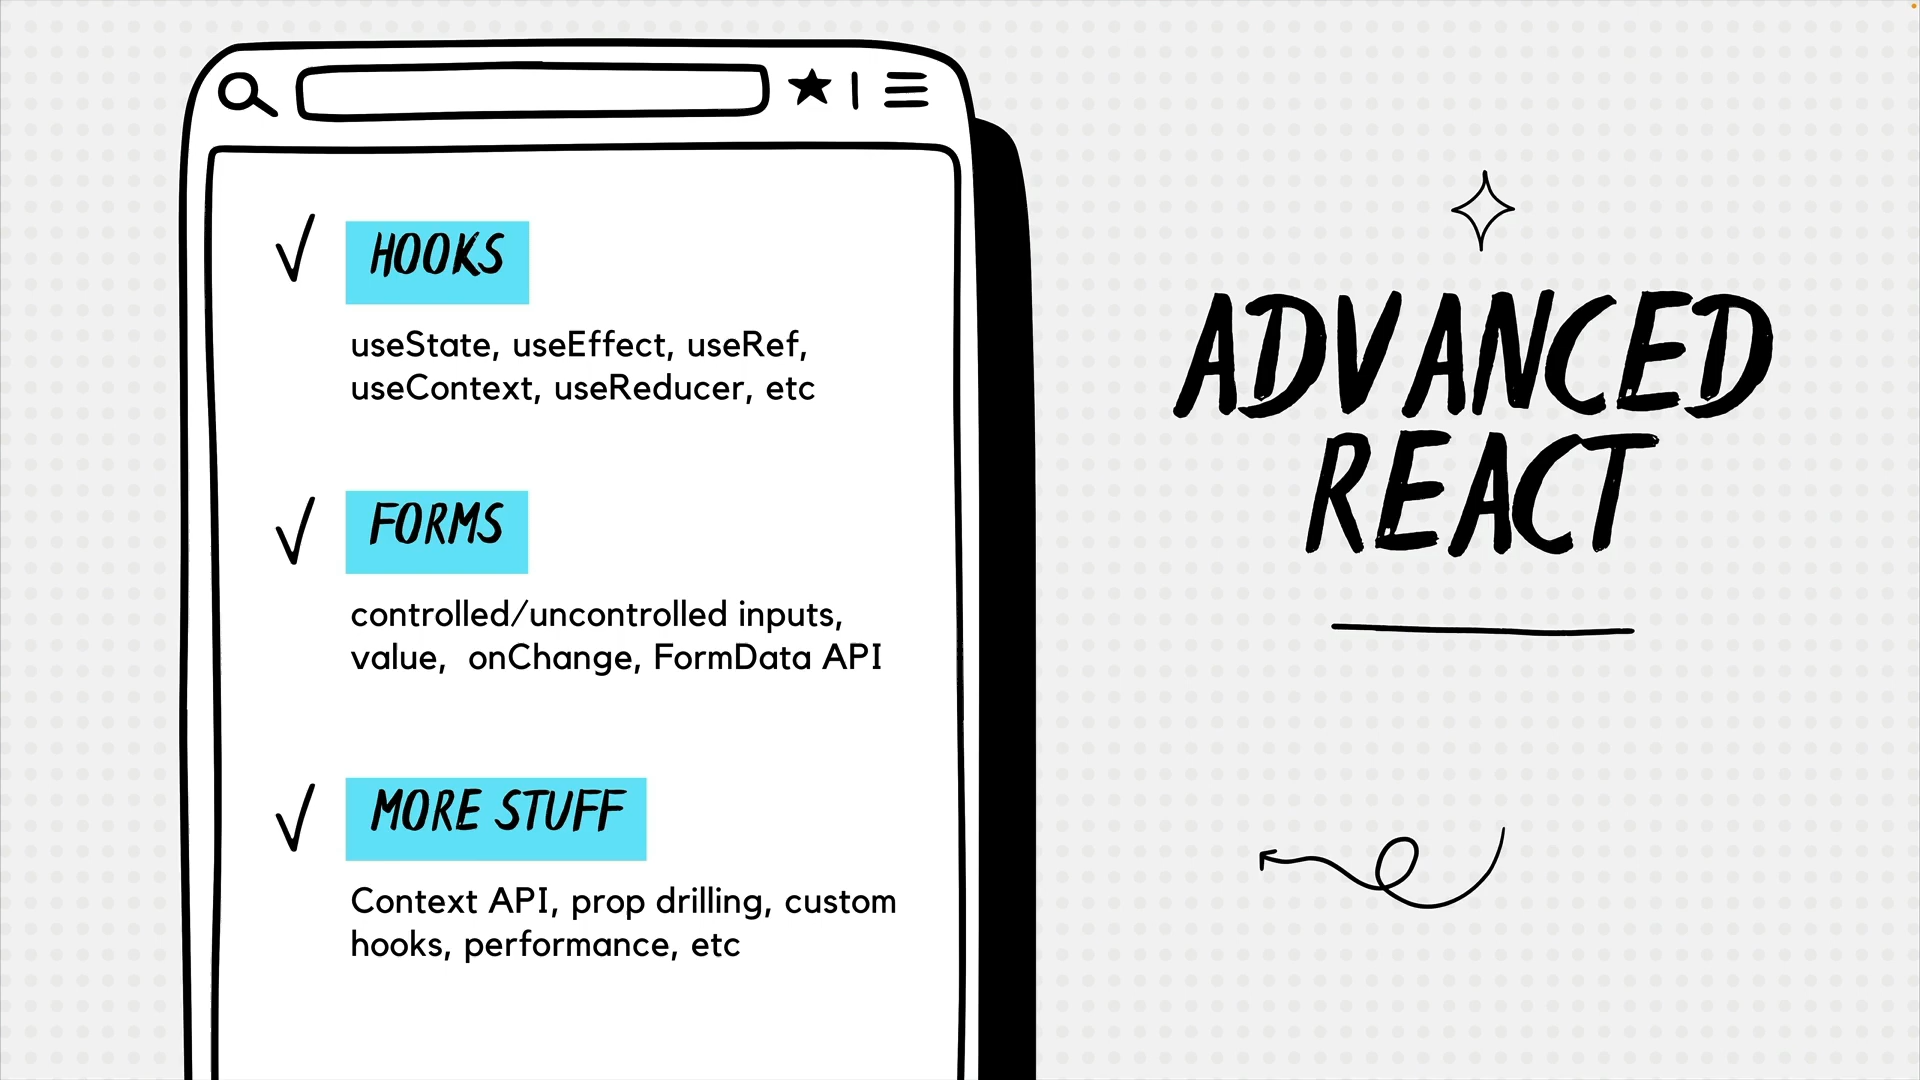 HOOKS
useState, useEffect, useRef,
useContext, useReducer, etc
FORMS
controlled/uncontrolled inputs,
value,  onChange, FormData API
MORE STUFF
Context API, prop drilling, custom
hooks, performance, etc
ADVANCED
REACT